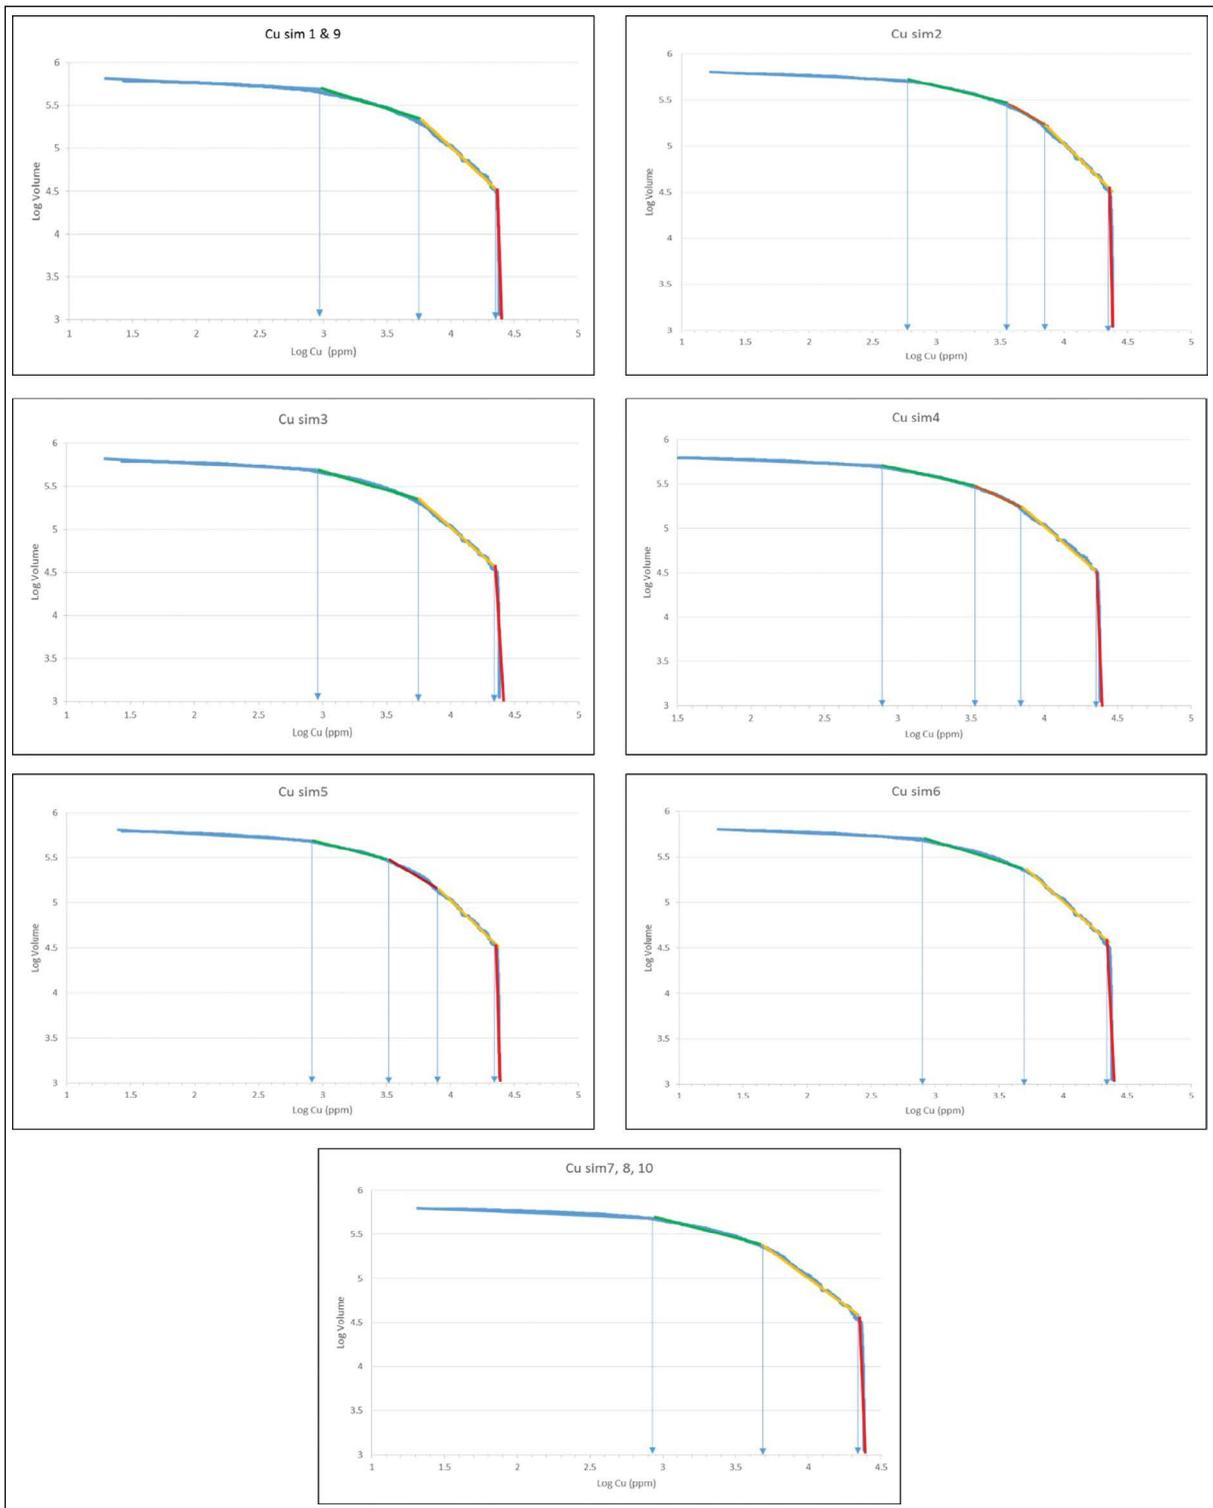 Cu sim 1 & 9
6
5.5
5
4.5
4
3.5
3
Log Volume
1 1.5 2 2.5 3 3.5 4 4.5 5
Log Cu (ppm)
Cu sim2
6
5.5
5
4.5
4
3.5
3
Log Volume
1 1.5 2 2.5 3 3.5 4 4.5 5
Log Cu (ppm)
Cu sim3
6
5.5
5
4.5
4
3.5
3
Log Volume
1 1.5 2 2.5 3 3.5 4 4.5 5
Log Cu (ppm)
Cu sim4
6
5.5
5
4.5
4
3.5
3
Log Volume
1.5 2 2.5 3 3.5 4 4.5 5
Log Cu (ppm)
Cu sim5
6
5.5
5
4.5
4
3.5
3
Log Volume
1 1.5 2 2.5 3 3.5 4 4.5 5
Log Cu (ppm)
Cu sim6
6
5.5
5
4.5
4
3.5
3
Log Volume
1 1.5 2 2.5 3 3.5 4 4.5 5
Log Cu (ppm)
Cu sim7, 8, 10
6
5.5
5
4.5
4
3.5
3
Log Volume
1 1.5 2 2.5 3 3.5 4 4.5
Log Cu (ppm)